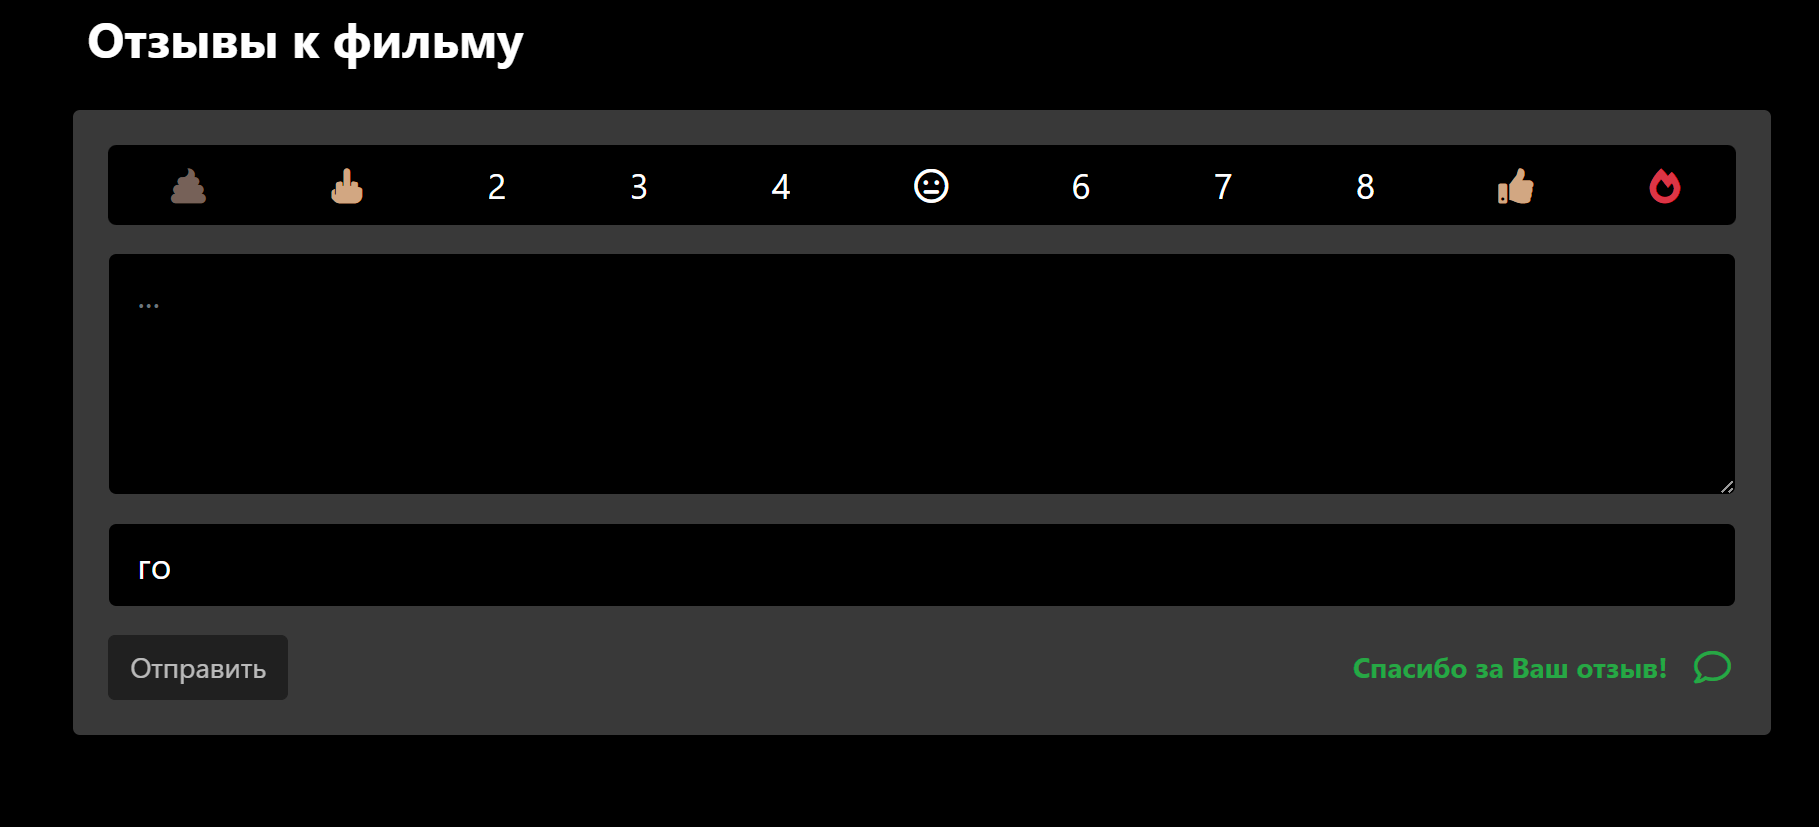 Отзывы к фильму
2 3 4 6 7 8
...
го
Отправить
Спасибо за Ваш отзыв!